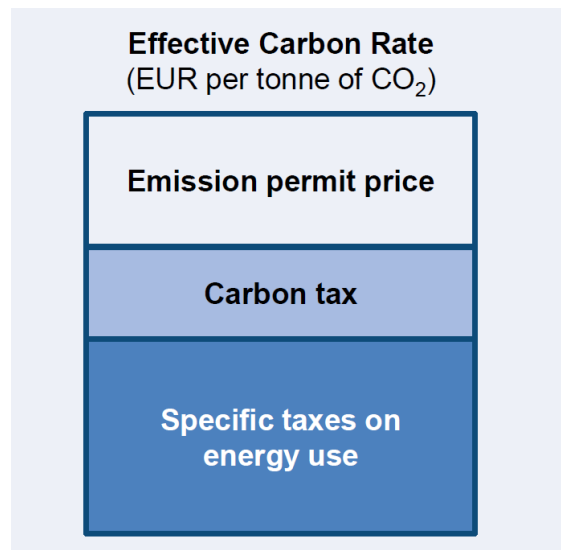 Effective Carbon Rate
(EUR per tonne of CO₂)
Emission permit price
Carbon tax
Specific taxes on
energy use